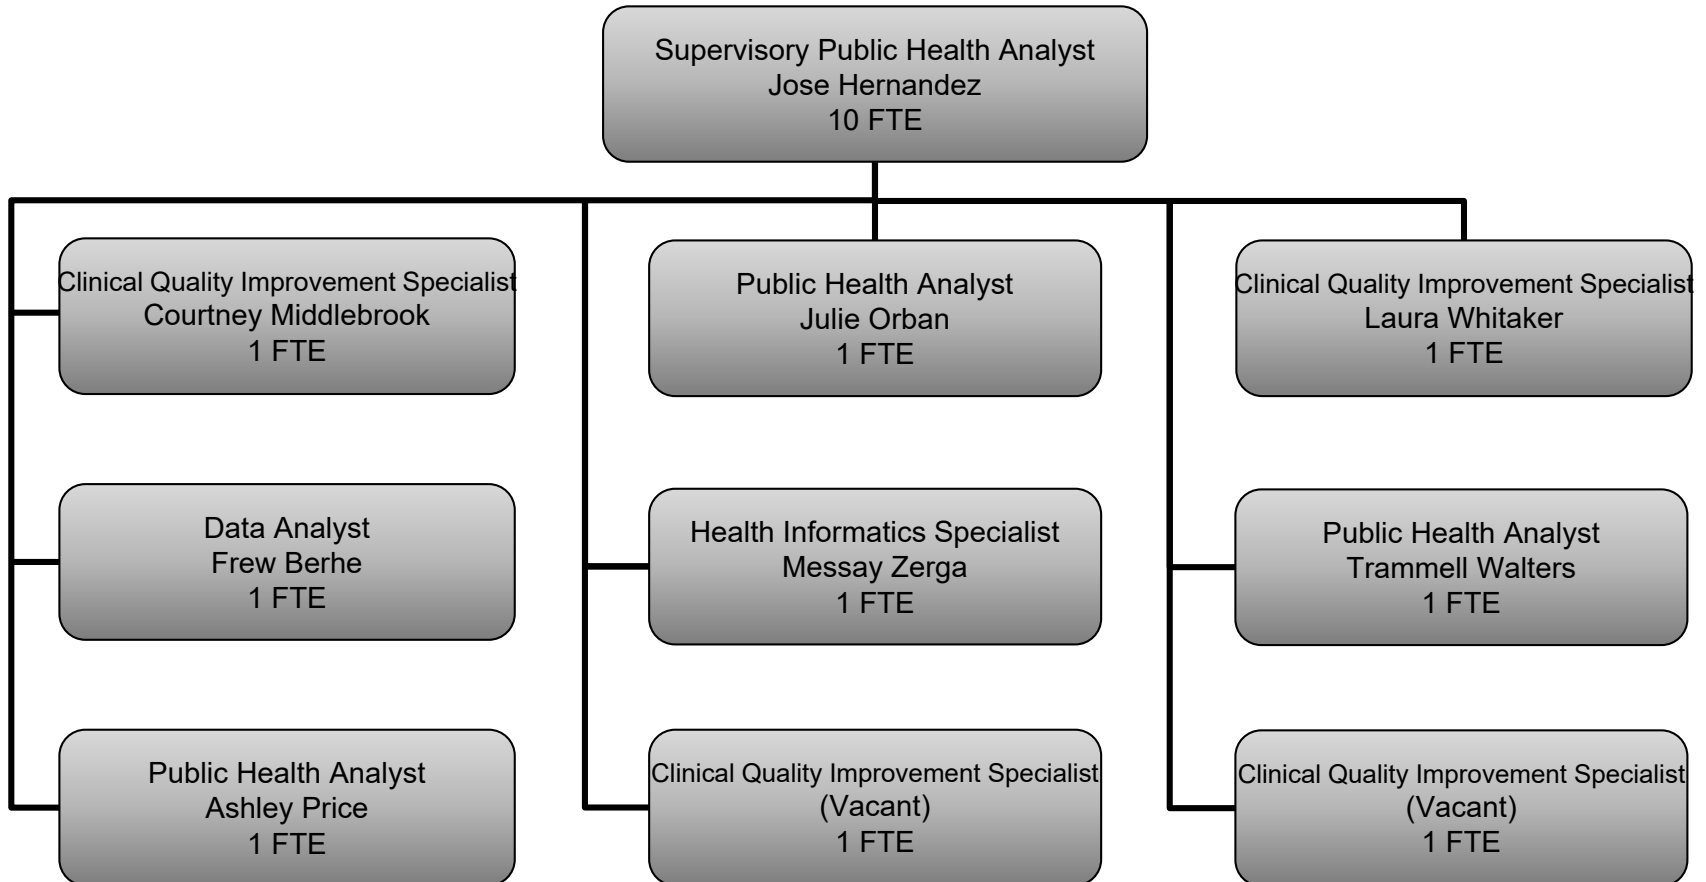 Supervisory Public Health Analyst
Jose Hernandez
10 FTE
Clinical Quality Improvement Specialist
Courtney Middlebrook
1 FTE
Public Health Analyst
Julie Orban
1 FTE
Clinical Quality Improvement Specialist
Laura Whitaker
1 FTE
Data Analyst
Frew Berhe
1 FTE
Health Informatics Specialist
Messay Zerga
1 FTE
Public Health Analyst
Trammell Walters
1 FTE
Public Health Analyst
Ashley Price
1 FTE
Clinical Quality Improvement Specialist
(Vacant)
1 FTE
Clinical Quality Improvement Specialist
(Vacant)
1 FTE